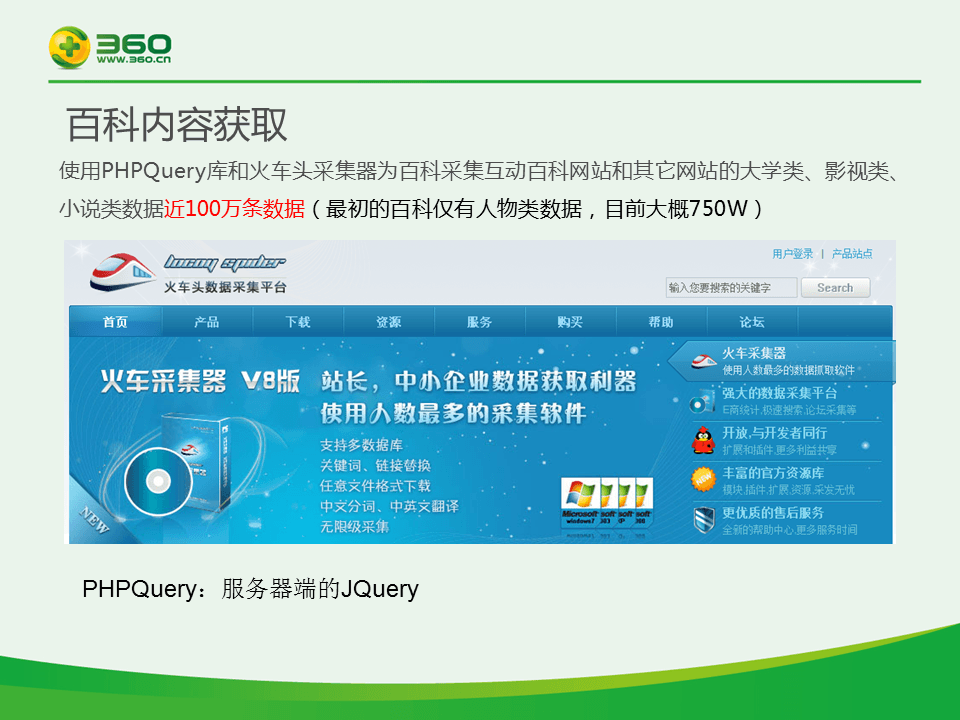 360
www.360.cn
百科内容获取
使用PHPQuery库和火车头采集器为百科采集互动百科网站和其它网站的大学类、影视类、
小说类数据近100万条数据（最初的百科仅有人物类数据，目前大概750W）
用户登录 | 产品站点
locoy spider
火车头数据采集平台
输入您要搜索的关键字 Search
首页 产品 下载 资源 服务 购买 帮助 论坛
火车采集器 V8版 站长，中小企业数据获取利器
使用人数最多的采集软件
支持多数据库
关键词、链接替换
任意文件格式下载
中文分词、中英文翻译
无限级采集
NEW
Microsoft soft soft soft
windows7
火车采集器
使用人数最多的数据抓取软件
强大的数据采集平台
E商统计,极速搜索,论坛采集等
开放,与开发者同行
扩展和插件,更多利益共享
丰富的官方资源库
模块,插件,扩展,资源,采发无忧
更优质的售后服务
全新的帮助中心,更多服务时间
PHPQuery：服务器端的JQuery